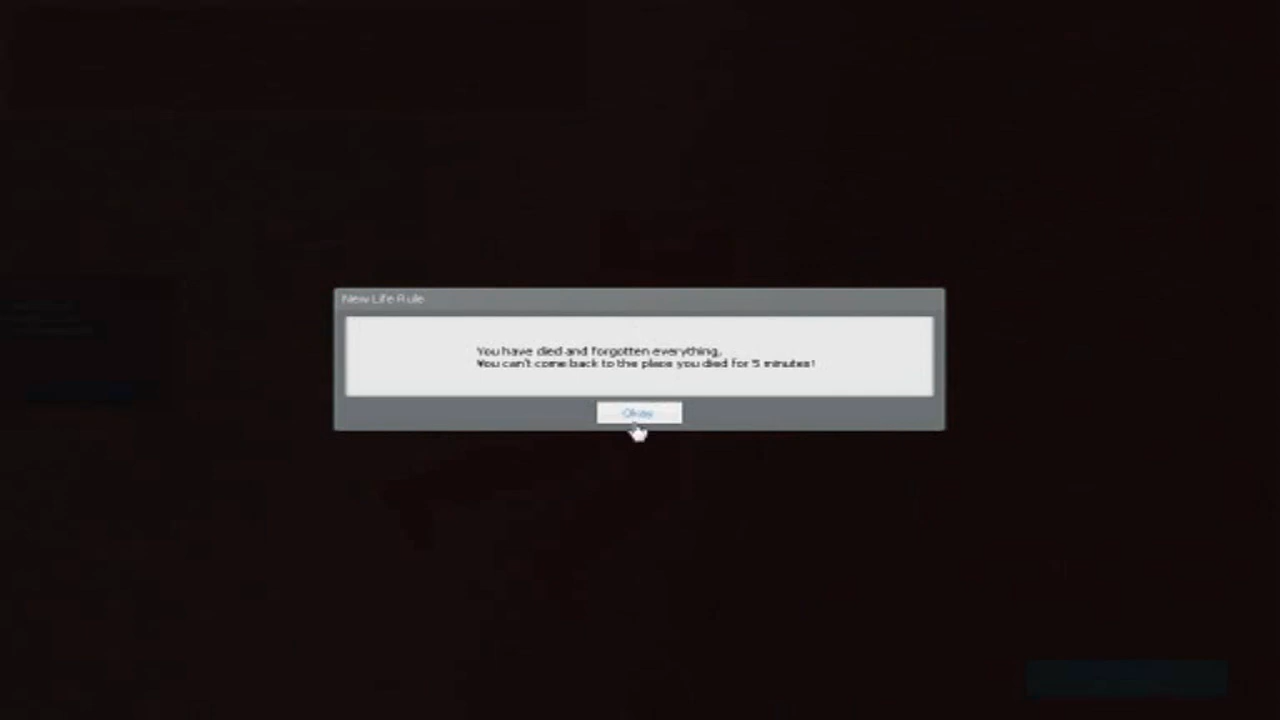 New Life Rule
You have died and forgotten everything,
You can't come back to the place you died for 5 minutes!
Okay